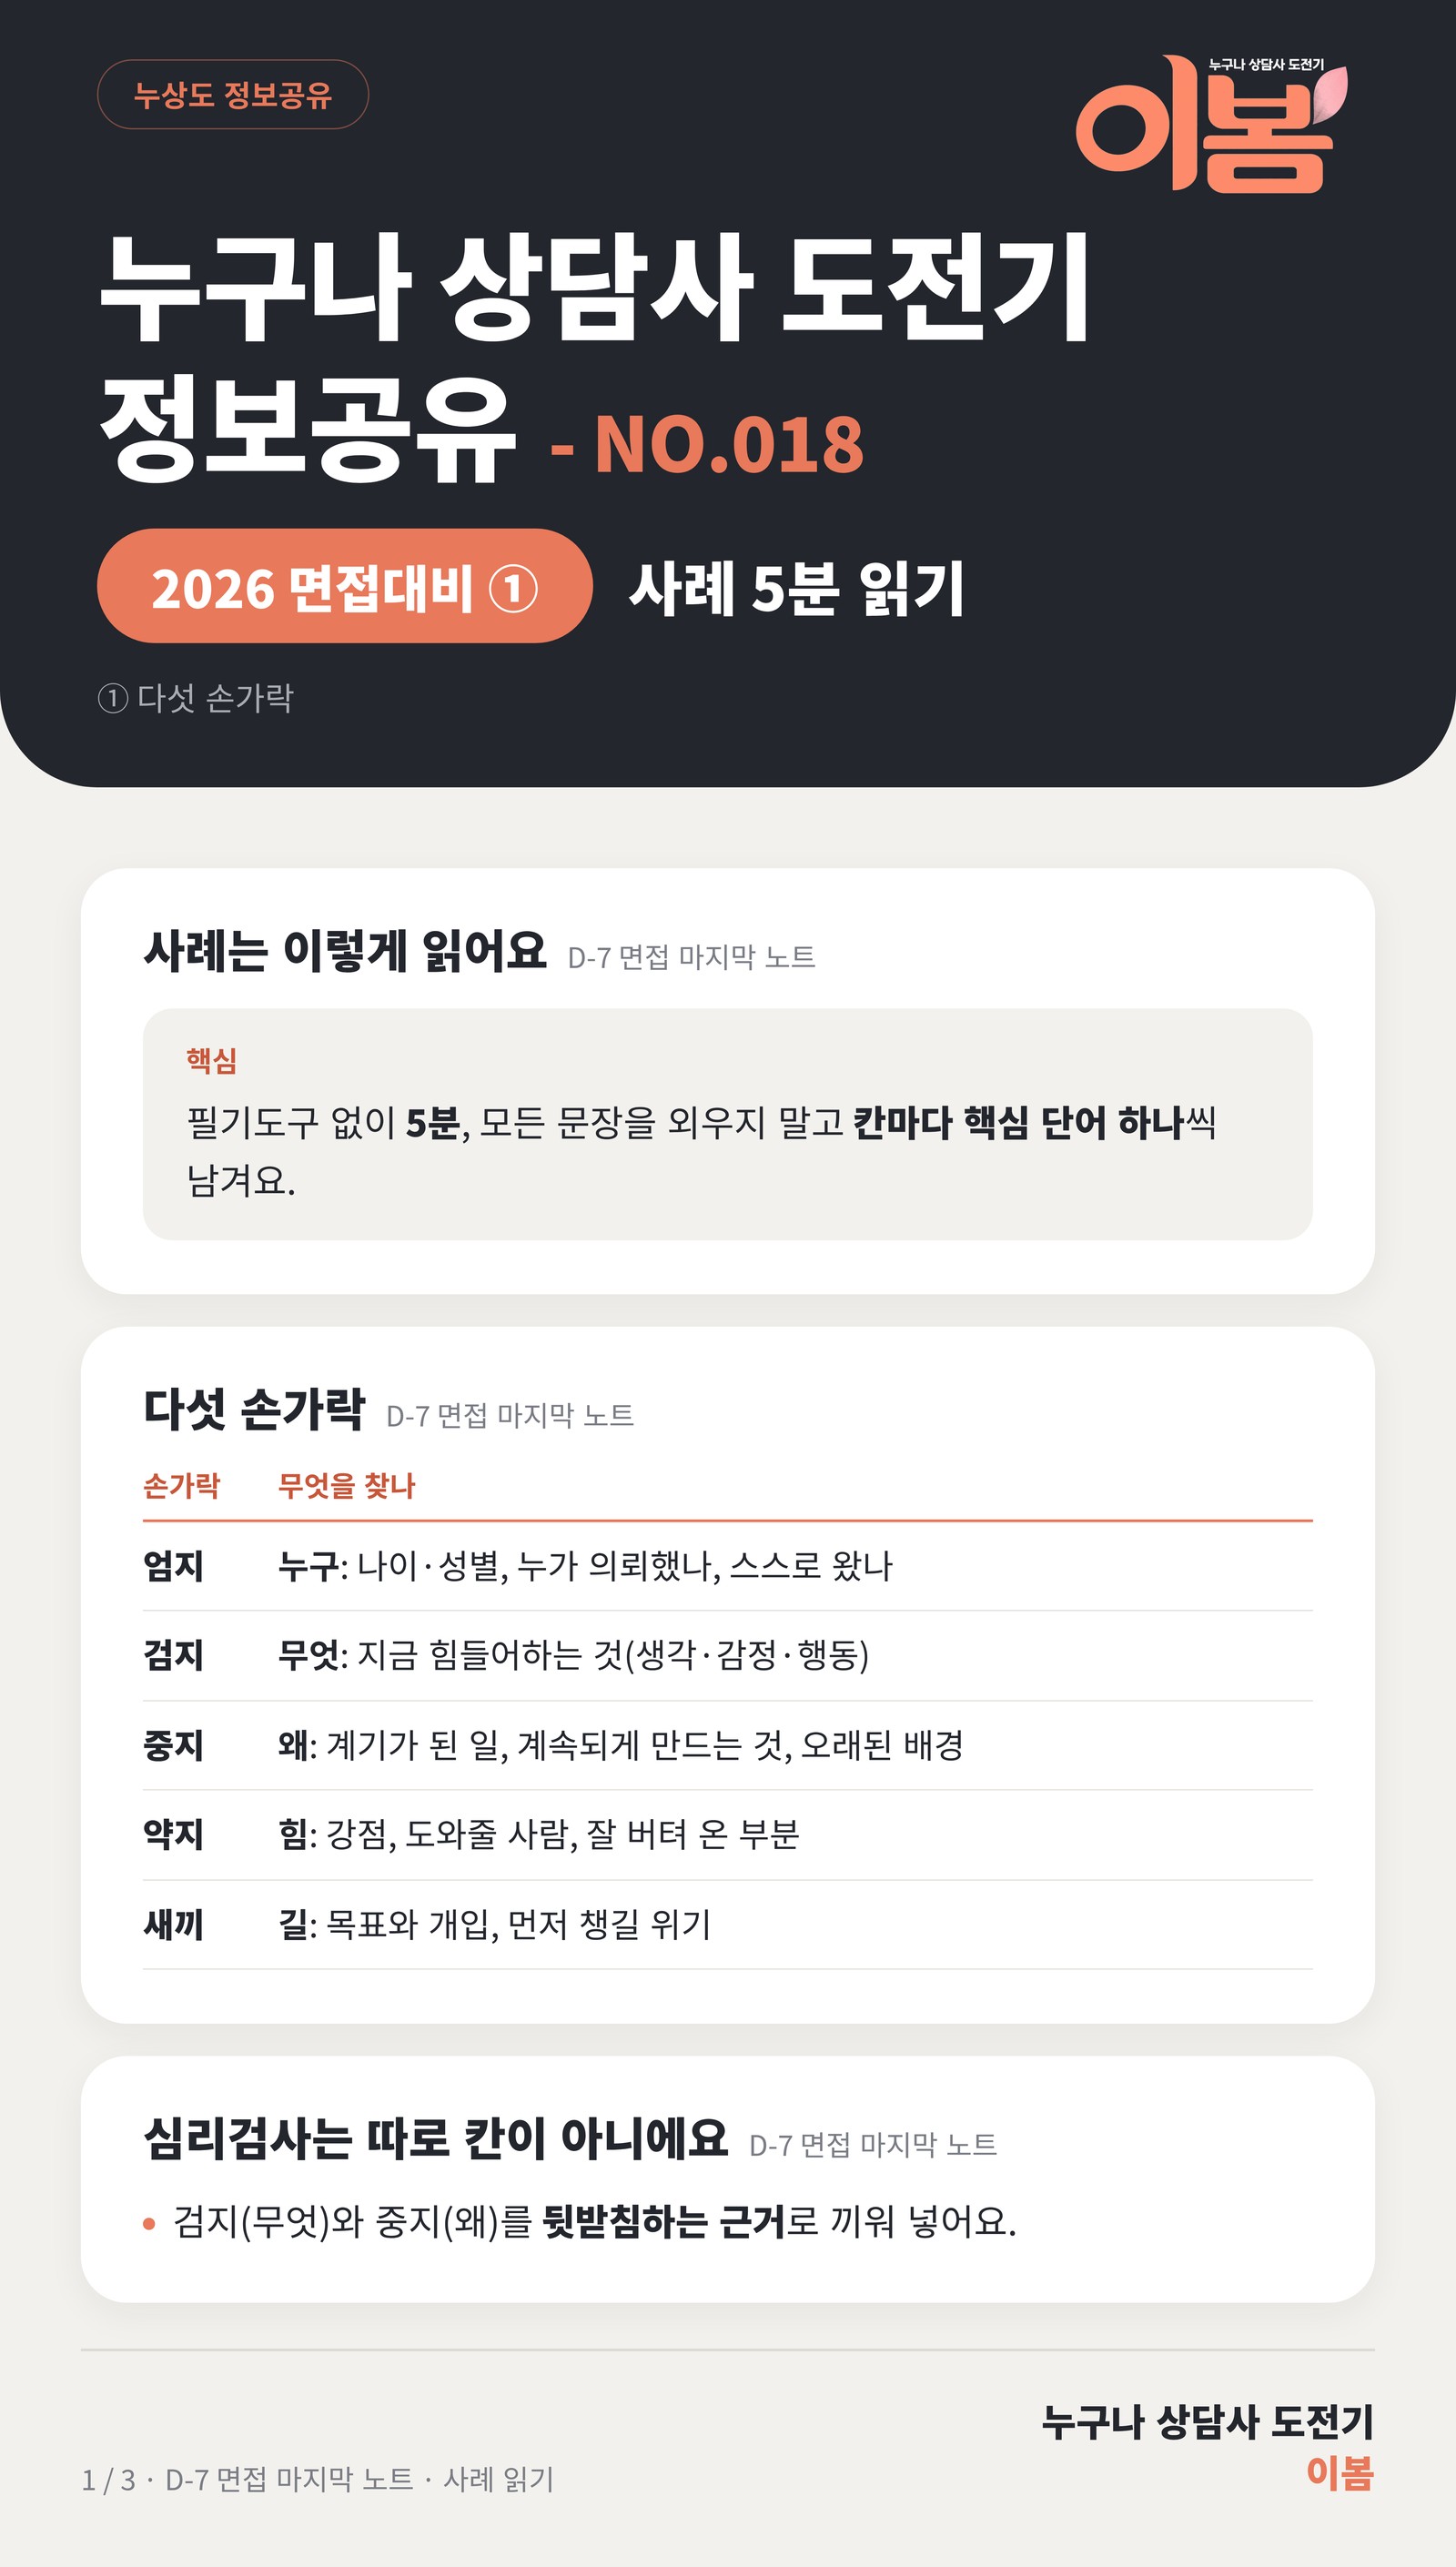 누상도 정보공유
누구나 상담사 도전기
이봄
누구나 상담사 도전기
정보공유 - NO.018
2026 면접대비 ① 사례 5분 읽기
① 다섯 손가락
사례는 이렇게 읽어요 D-7 면접 마지막 노트
핵심
필기도구 없이 5분, 모든 문장을 외우지 말고 칸마다 핵심 단어 하나씩
남겨요.
다섯 손가락 D-7 면접 마지막 노트
손가락 무엇을 찾나
엄지 누구: 나이·성별, 누가 의뢰했나, 스스로 왔나
검지 무엇: 지금 힘들어하는 것(생각·감정·행동)
중지 왜: 계기가 된 일, 계속되게 만드는 것, 오래된 배경
약지 힘: 강점, 도와줄 사람, 잘 버텨 온 부분
새끼 길: 목표와 개입, 먼저 챙길 위기
심리검사는 따로 칸이 아니에요 D-7 면접 마지막 노트
• 검지(무엇)와 중지(왜)를 뒷받침하는 근거로 끼워 넣어요.
누구나 상담사 도전기
1 / 3 · D-7 면접 마지막 노트 · 사례 읽기
이봄